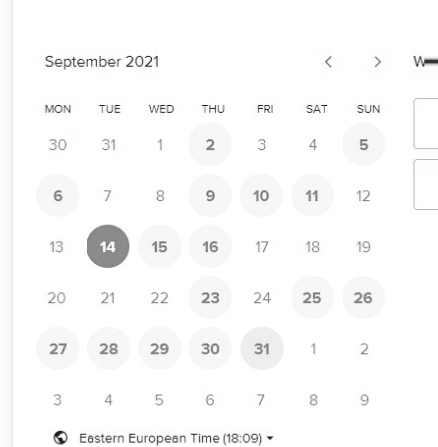 September 2021 < >
MON TUE WED THU FRI SAT SUN
30 31 1 2 3 4 5
6 7 8 9 10 11 12
13 14 15 16 17 18 19
20 21 22 23 24 25 26
27 28 29 30 31 1 2
3 4 5 6 7 8 9
Eastern European Time (18:09)